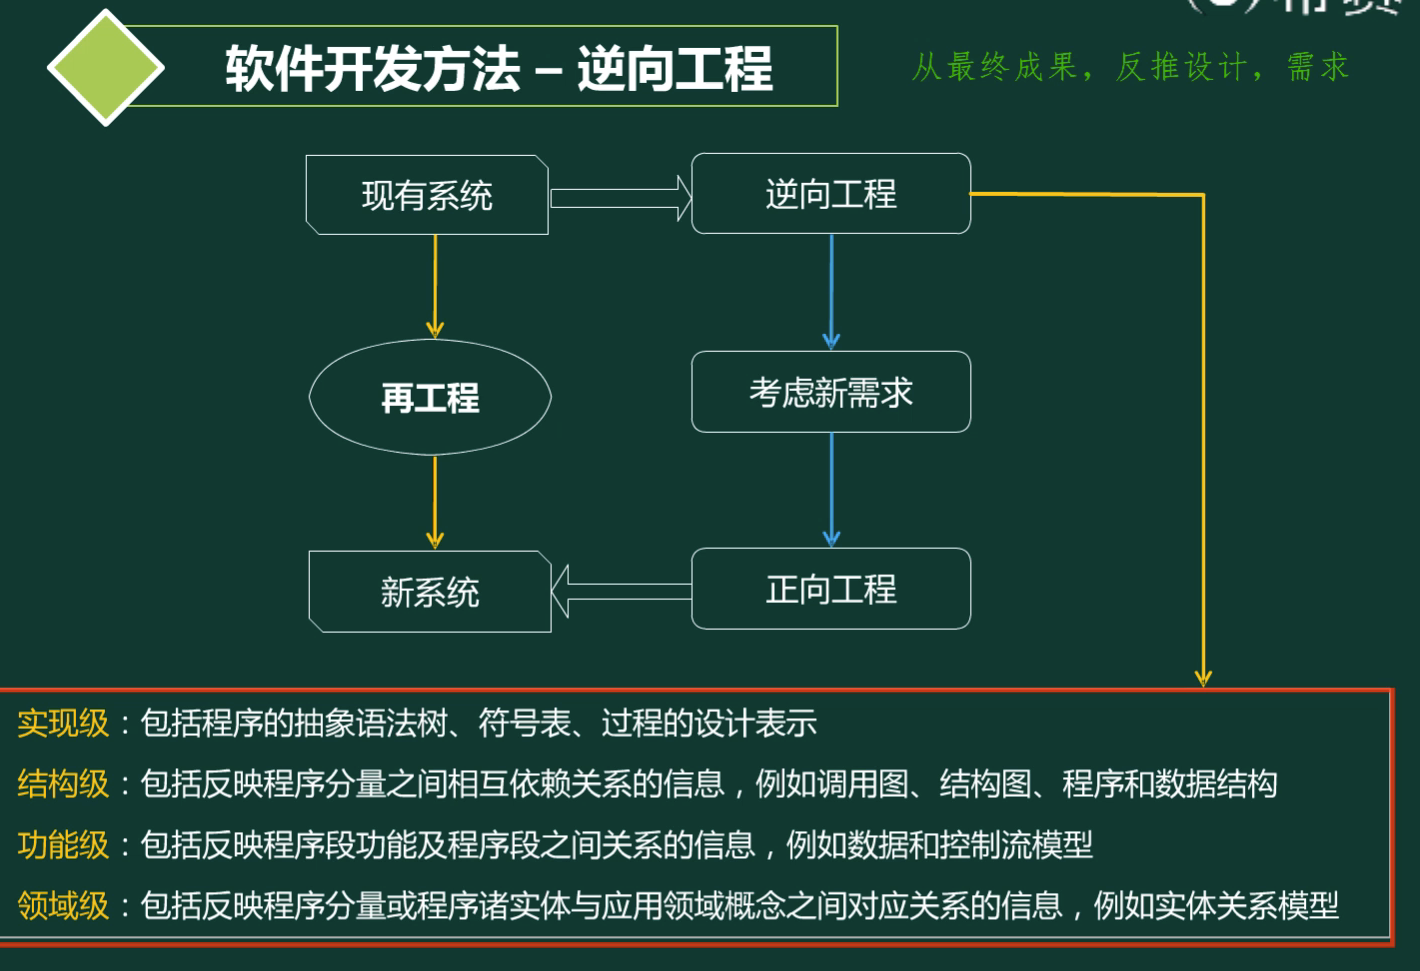 软件开发方法 – 逆向工程
从最终成果，反推设计，需求
现有系统
逆向工程
再工程
考虑新需求
新系统
正向工程
实现级：包括程序的抽象语法树、符号表、过程的设计表示
结构级：包括反映程序分量之间相互依赖关系的信息，例如调用图、结构图、程序和数据结构
功能级：包括反映程序段功能及程序段之间关系的信息，例如数据和控制流模型
领域级：包括反映程序分量或程序诸实体与应用领域概念之间对应关系的信息，例如实体关系模型